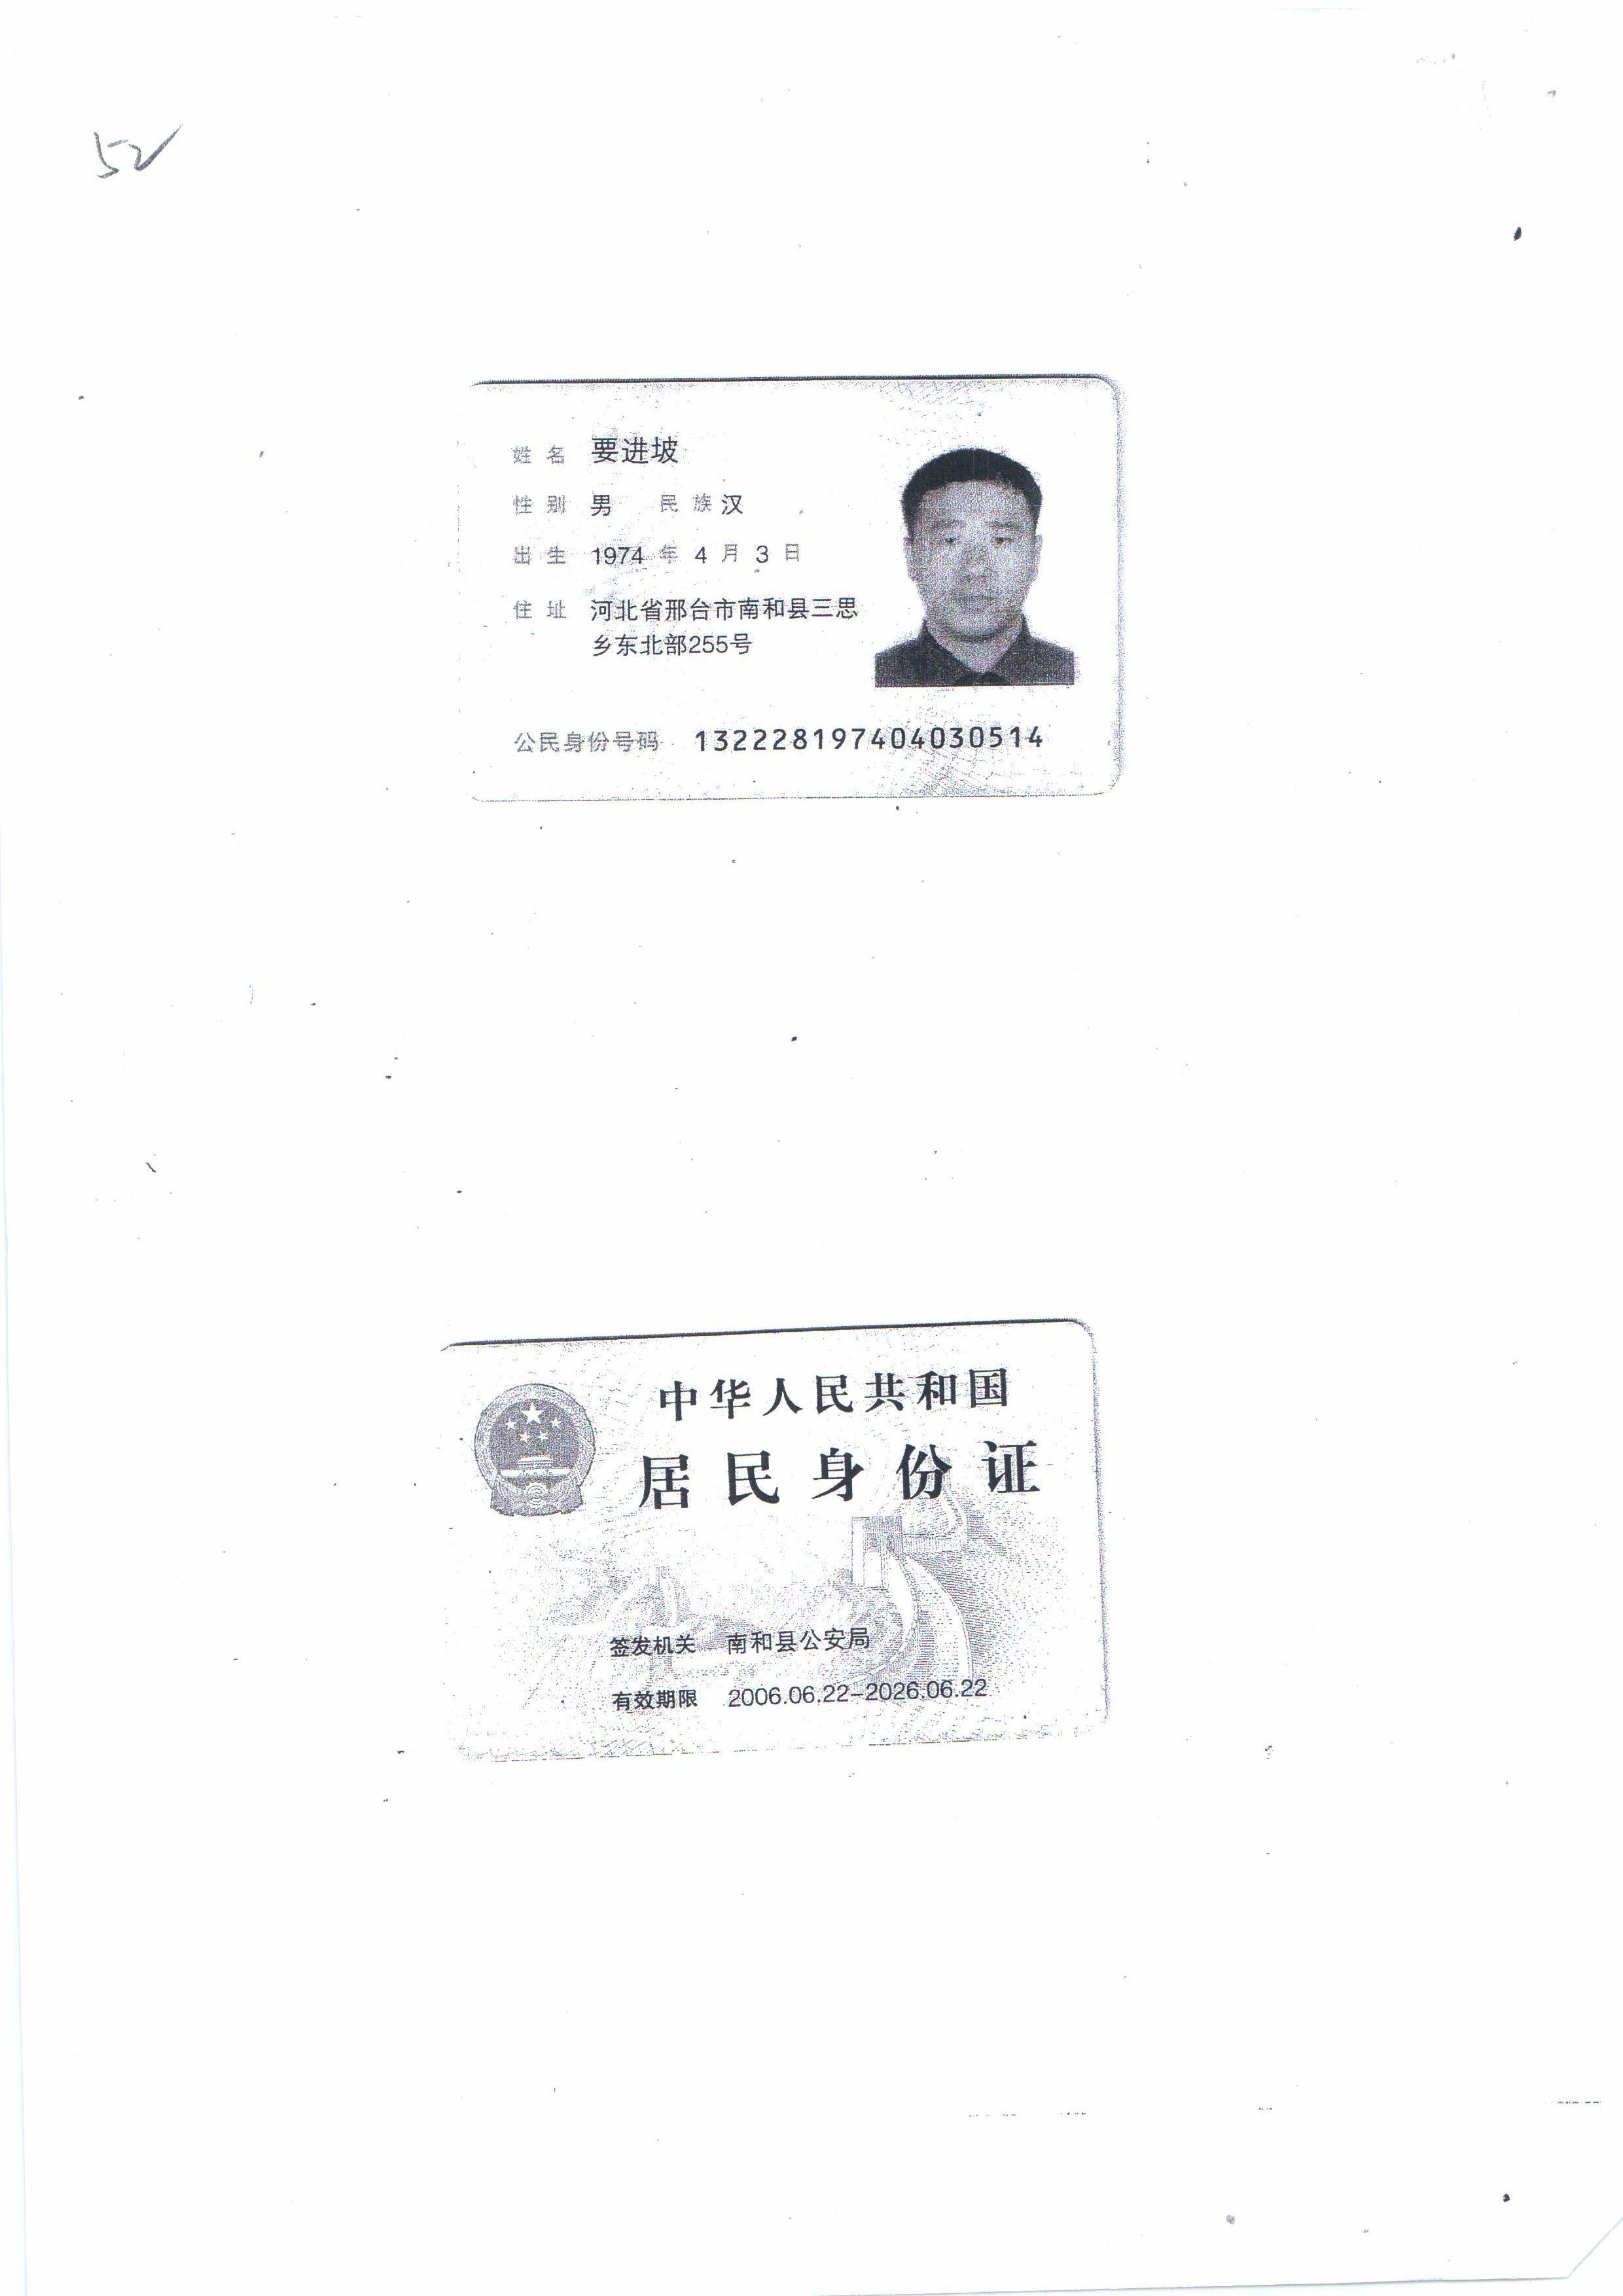 52
姓名 要进坡
性别 男 民族 汉
出生 1974 年 4 月 3 日
住址 河北省邢台市南和县三思
乡东北部255号
公民身份号码 132228197404030514
中华人民共和国
居民身份证
签发机关 南和县公安局
有效期限 2006.06.22-2026.06.22